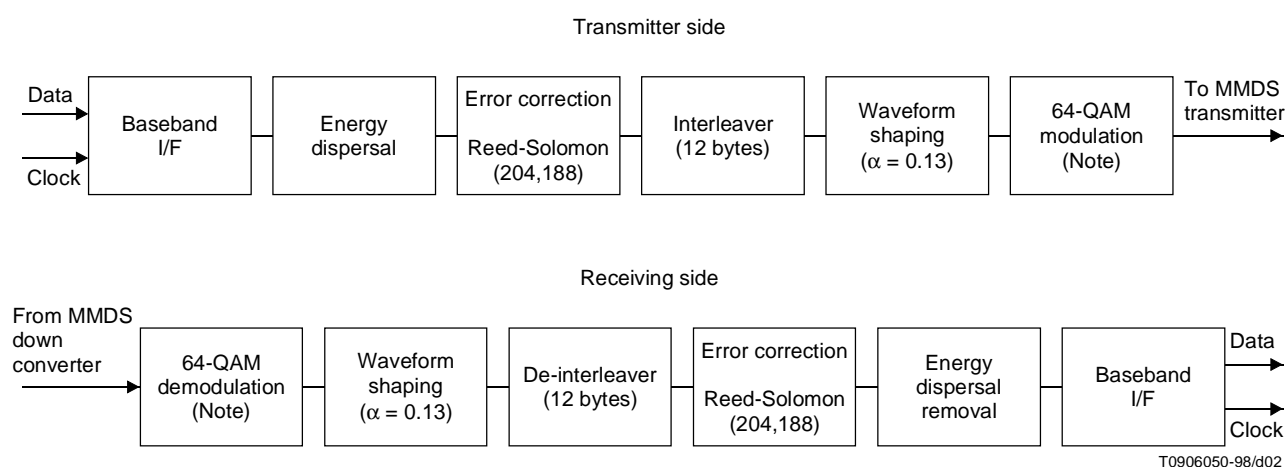 Transmitter side
Data
Clock
Baseband
I/F
Energy
dispersal
Error correction
Reed-Solomon
(204,188)
Interleaver
(12 bytes)
Waveform
shaping
(α = 0.13)
64-QAM
modulation
(Note)
To MMDS
transmitter
Receiving side
From MMDS
down
converter
64-QAM
demodulation
(Note)
Waveform
shaping
(α = 0.13)
De-interleaver
(12 bytes)
Error correction
Reed-Solomon
(204,188)
Energy
dispersal
removal
Baseband
I/F
Data
Clock
T0906050-98/d02